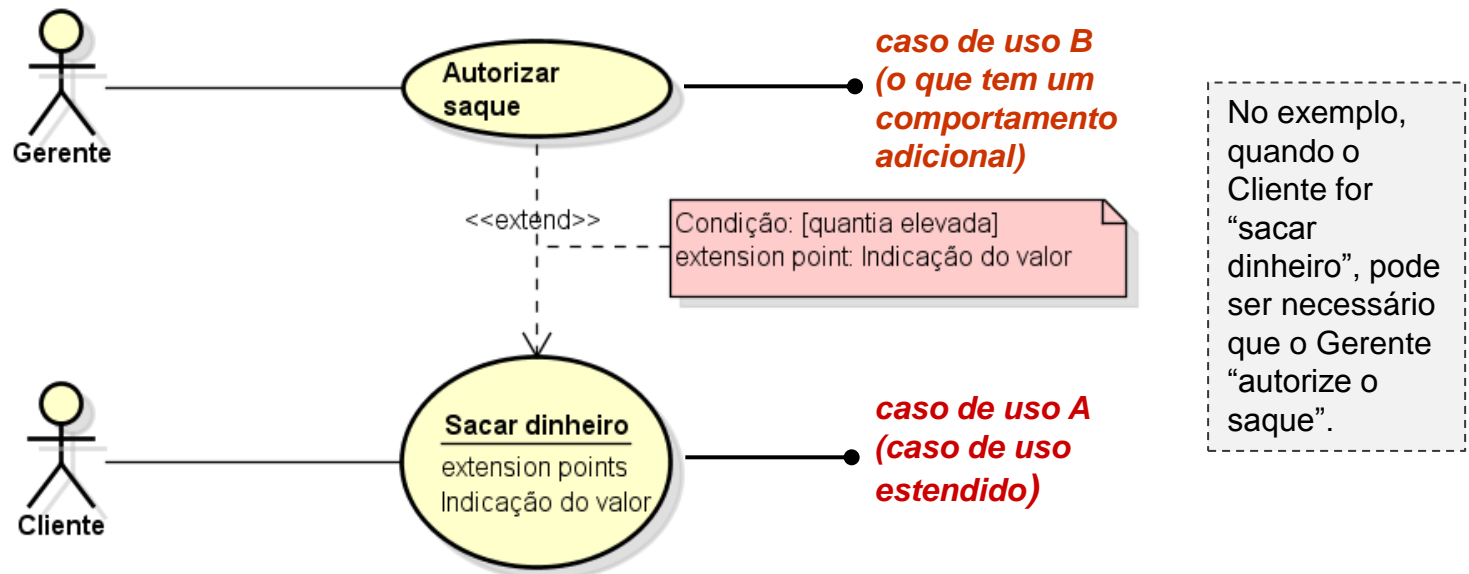 Gerente
Autorizar
saque
caso de uso B
(o que tem um
comportamento
adicional)
<<extend>>
Condição: [quantia elevada]
extension point: Indicação do valor
Cliente
Sacar dinheiro
extension points
Indicação do valor
caso de uso A
(caso de uso
estendido)
No exemplo,
quando o
Cliente for
“sacar
dinheiro”, pode
ser necessário
que o Gerente
“autorize o
saque”.